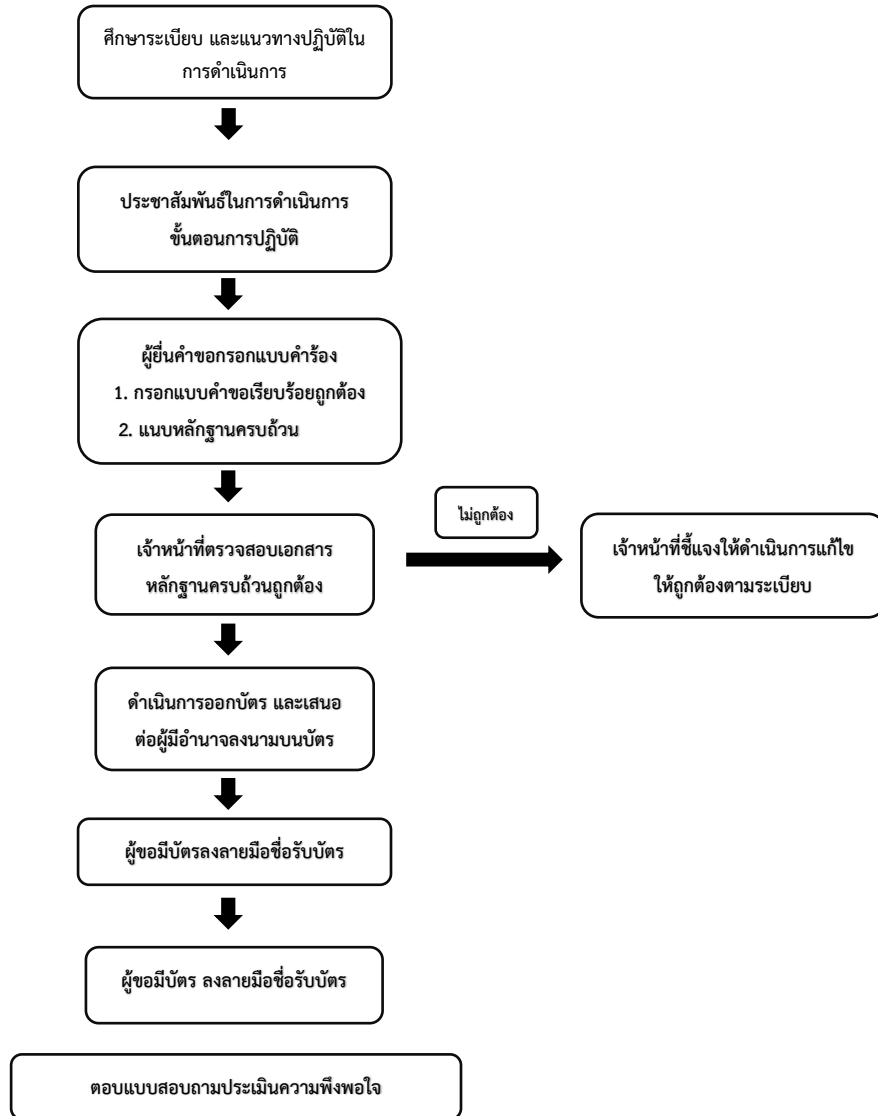 ศึกษาระเบียบ และแนวทางปฏิบัติใน
การดำเนินการ
ประชาสัมพันธ์ในการดำเนินการ
ขั้นตอนการปฏิบัติ
ผู้ยื่นคำขอกรอกแบบคำร้อง
1. กรอกแบบคำขอเรียบร้อยถูกต้อง
2. แนบหลักฐานครบถ้วน
ไม่ถูกต้อง
เจ้าหน้าที่ตรวจสอบเอกสาร
หลักฐานครบถ้วนถูกต้อง
เจ้าหน้าที่ชี้แจงให้ดำเนินการแก้ไข
ให้ถูกต้องตามระเบียบ
ดำเนินการออกบัตร และเสนอ
ต่อผู้มีอำนาจลงนามบนบัตร
ผู้ขอมีบัตรลงลายมือชื่อรับบัตร
ผู้ขอมีบัตร ลงลายมือชื่อรับบัตร
ตอบแบบสอบถามประเมินความพึงพอใจ